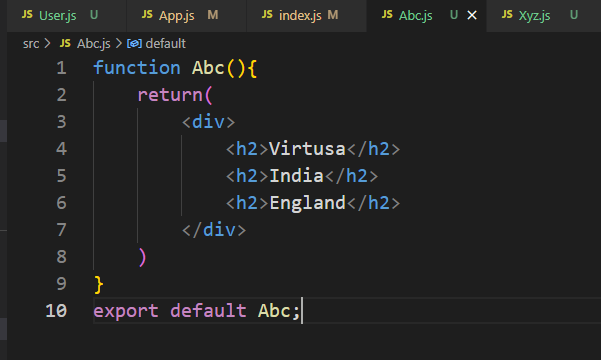 JS User.js U JS App.js M JS index.js M JS Abc.js U × JS Xyz.js U
src > JS Abc.js > default
1 function Abc(){
2     return(
3         <div>
4             <h2>Virtusa</h2>
5             <h2>India</h2>
6             <h2>England</h2>
7         </div>
8     )
9 }
10 export default Abc;